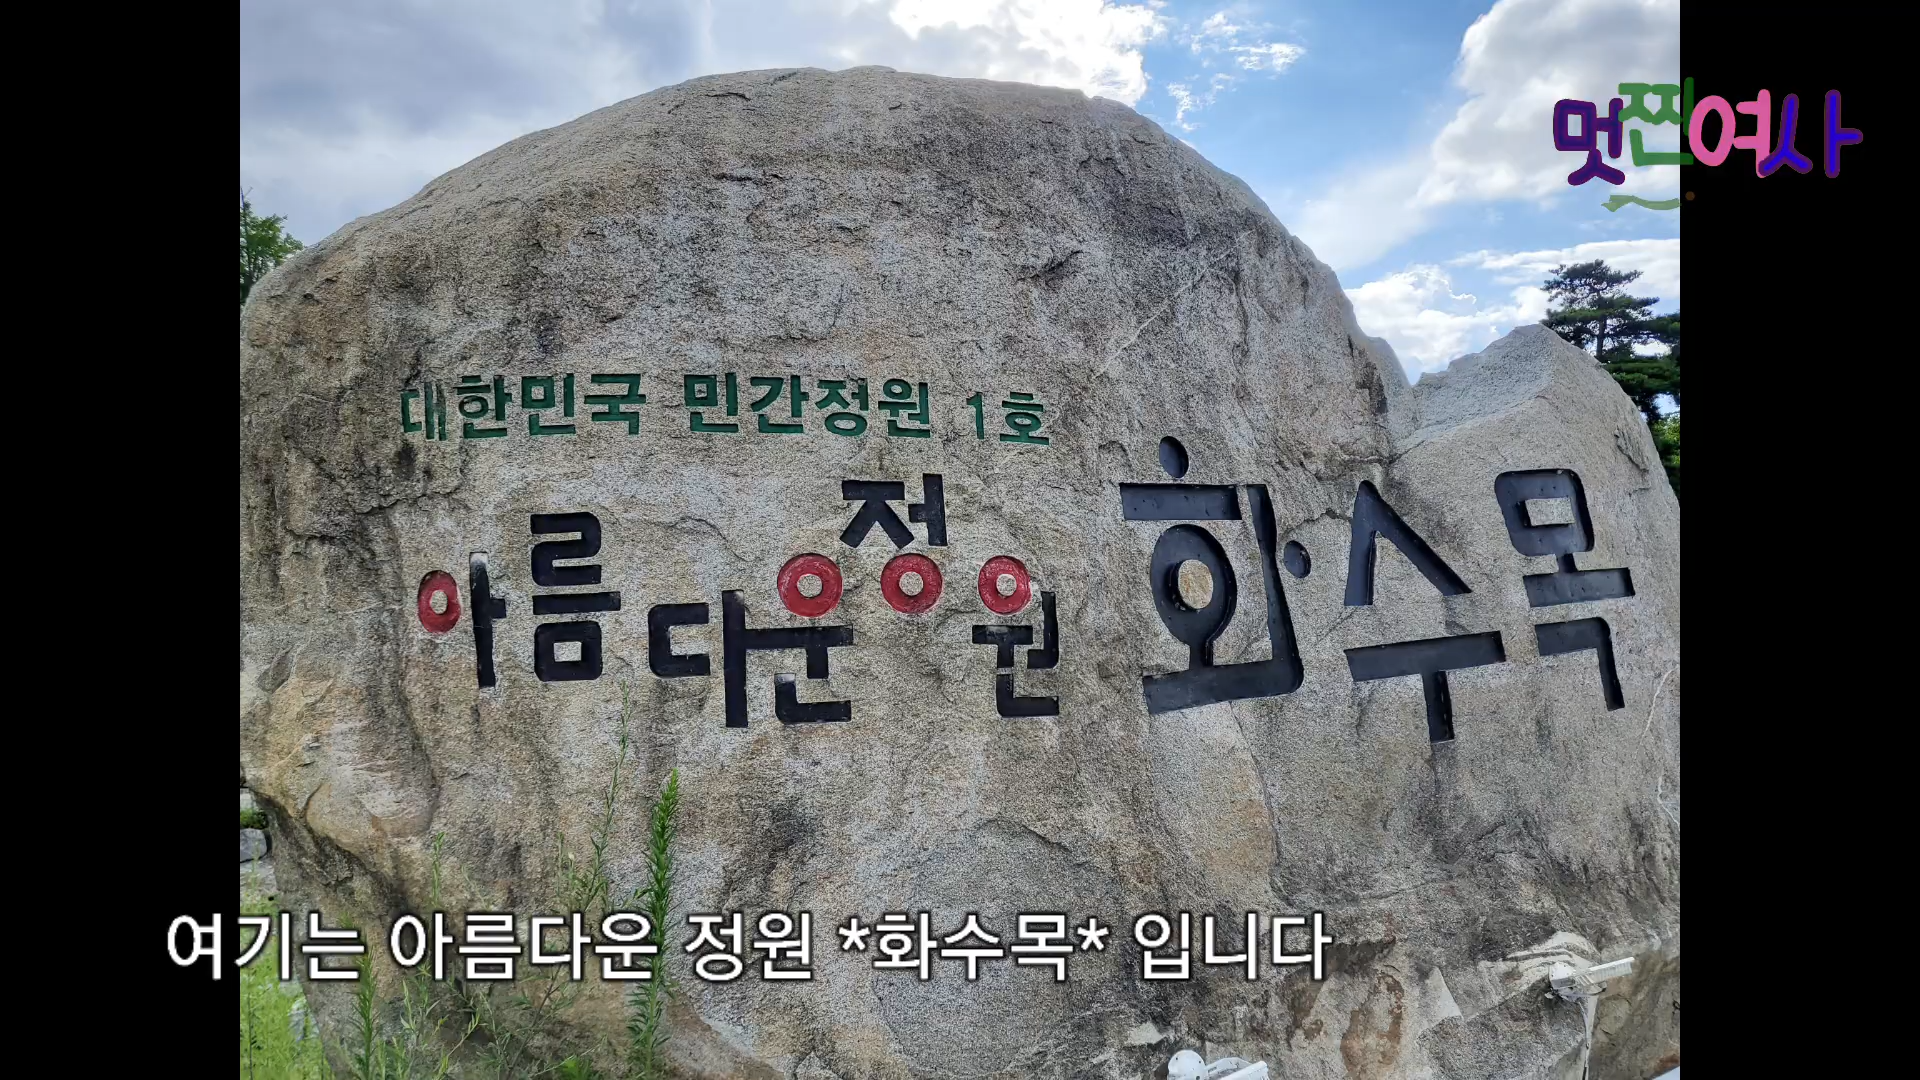 멋찐여사
대한민국 민간정원 1호
아름다운정원 화수목
여기는 아름다운 정원 *화수목* 입니다